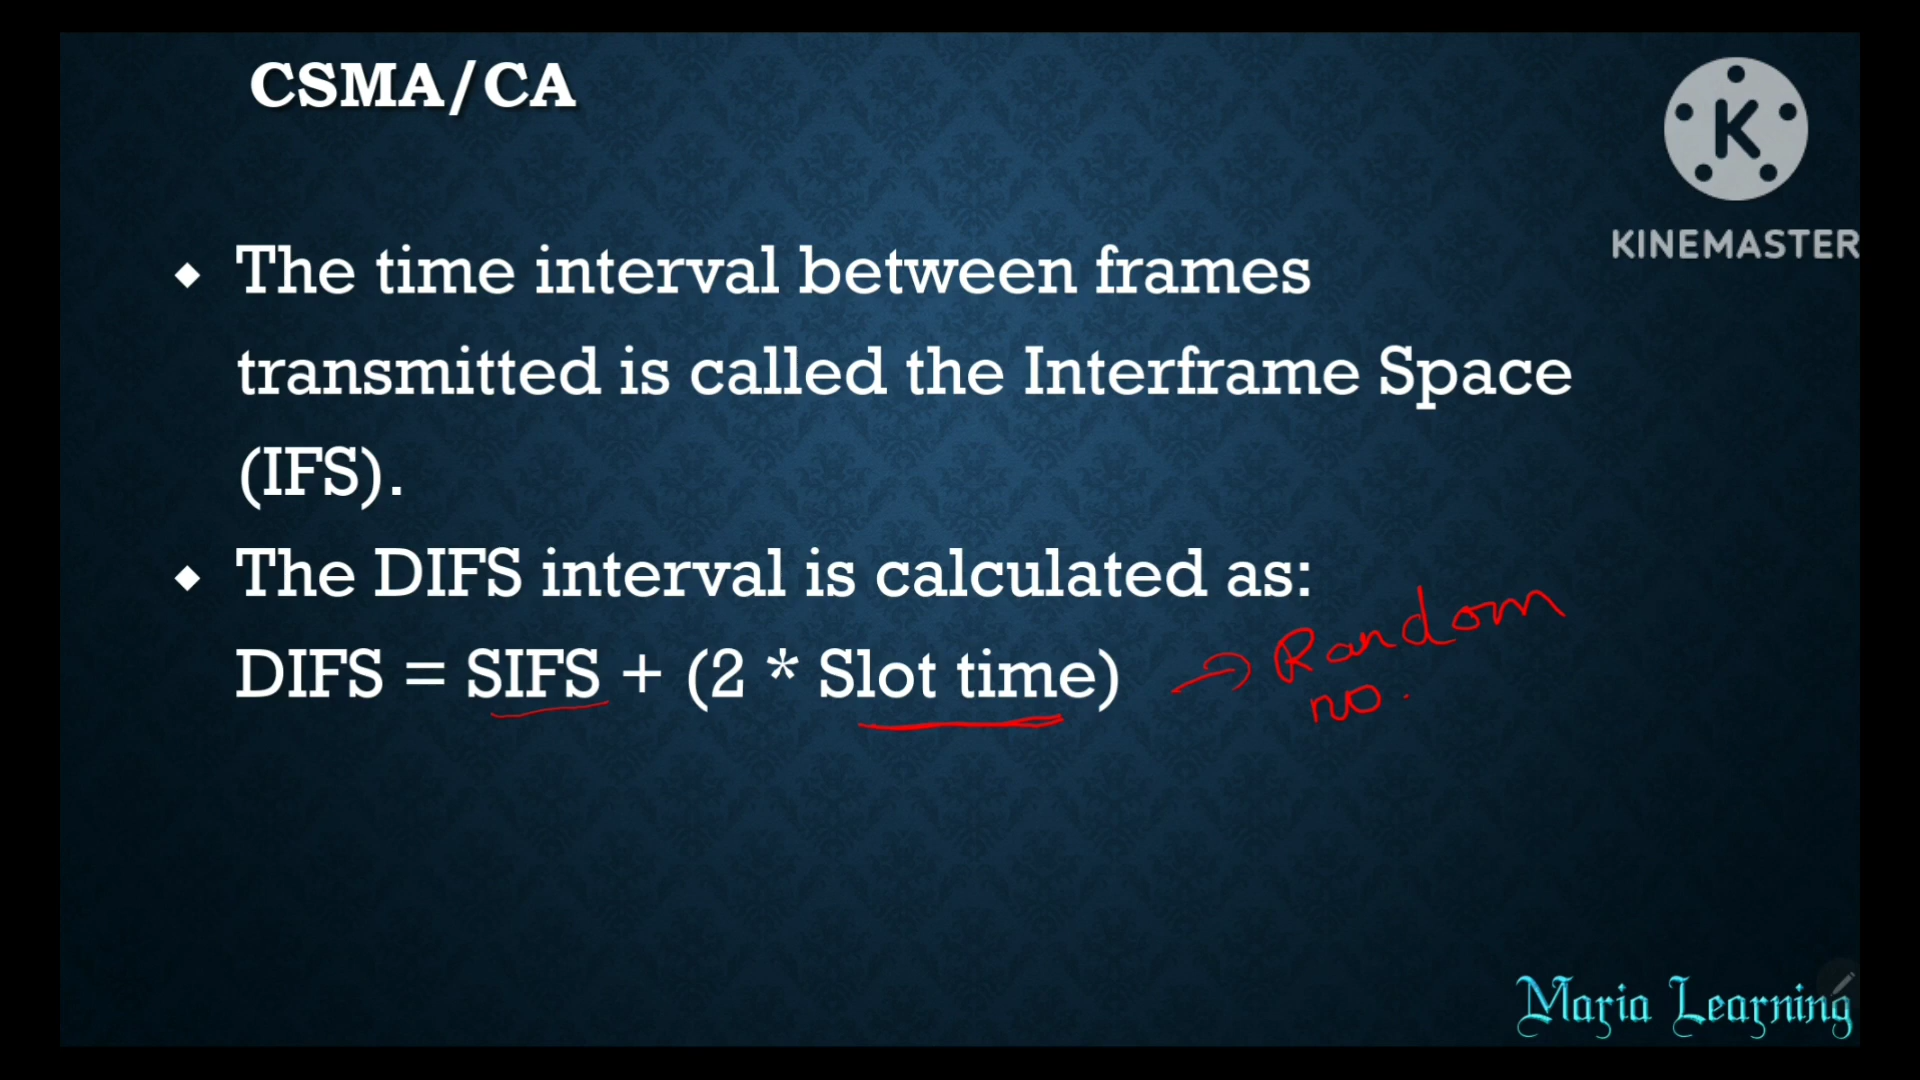 CSMA/CA
K
KINEMASTER
◆ The time interval between frames
transmitted is called the Interframe Space
(IFS).
◆ The DIFS interval is calculated as:
DIFS = SIFS + (2 * Slot time) → Random
no.
Maria Learning